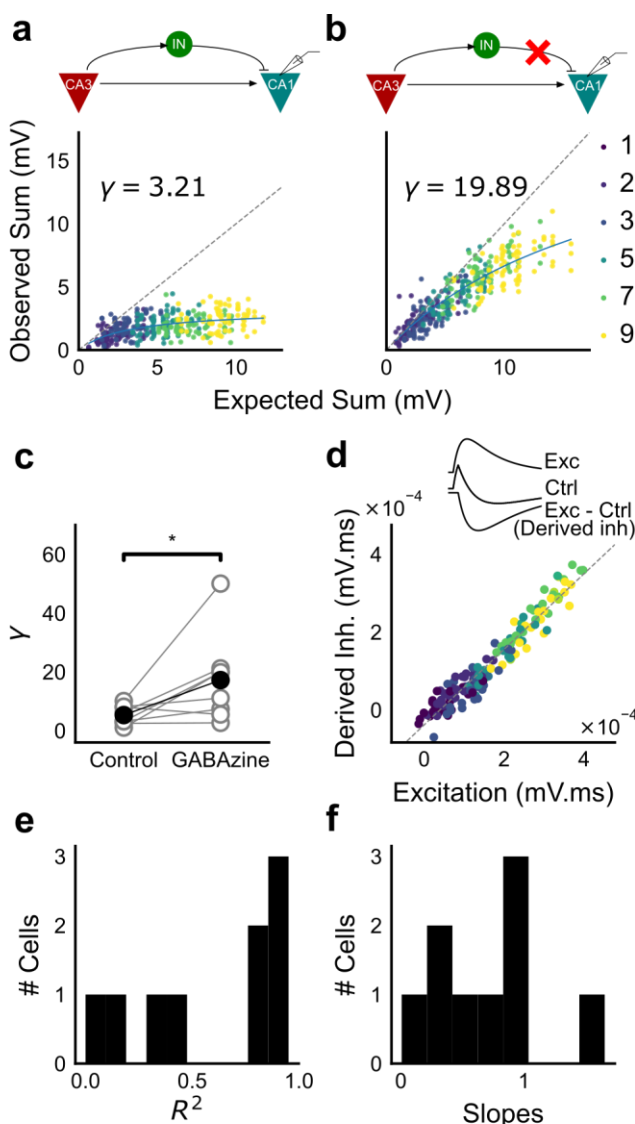 a
b
IN
CA3
CA1
IN
CA3
CA1
Observed Sum (mV)
15
10
5
0
γ = 3.21
γ = 19.89
0
5
10
0
10
Expected Sum (mV)
1
2
3
5
7
9
c
d
Exc
Ctrl
Exc - Ctrl
(Derived inh)
×10⁻⁴
γ
60
40
20
0
*
Control
GABAzine
Derived Inh. (mV.ms)
4
2
0
0
2
4
×10⁻⁴
Excitation (mV.ms)
e
f
# Cells
3
2
1
0
0.0
0.5
1.0
R²
# Cells
3
2
1
0
0
1
Slopes